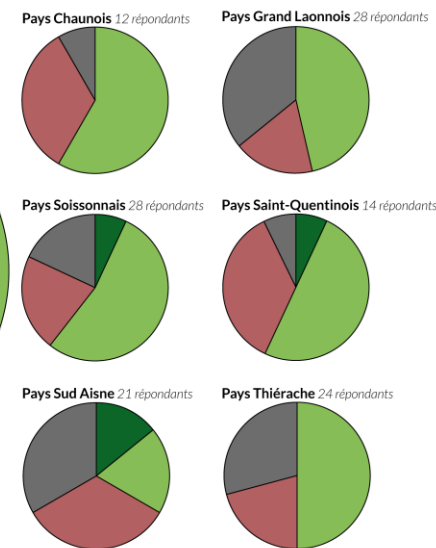 Pays Chaunois 12 répondants
Pays Grand Laonnois 28 répondants
Pays Soissonnais 28 répondants
Pays Saint-Quentinois 14 répondants
Pays Sud Aisne 21 répondants
Pays Thiérache 24 répondants